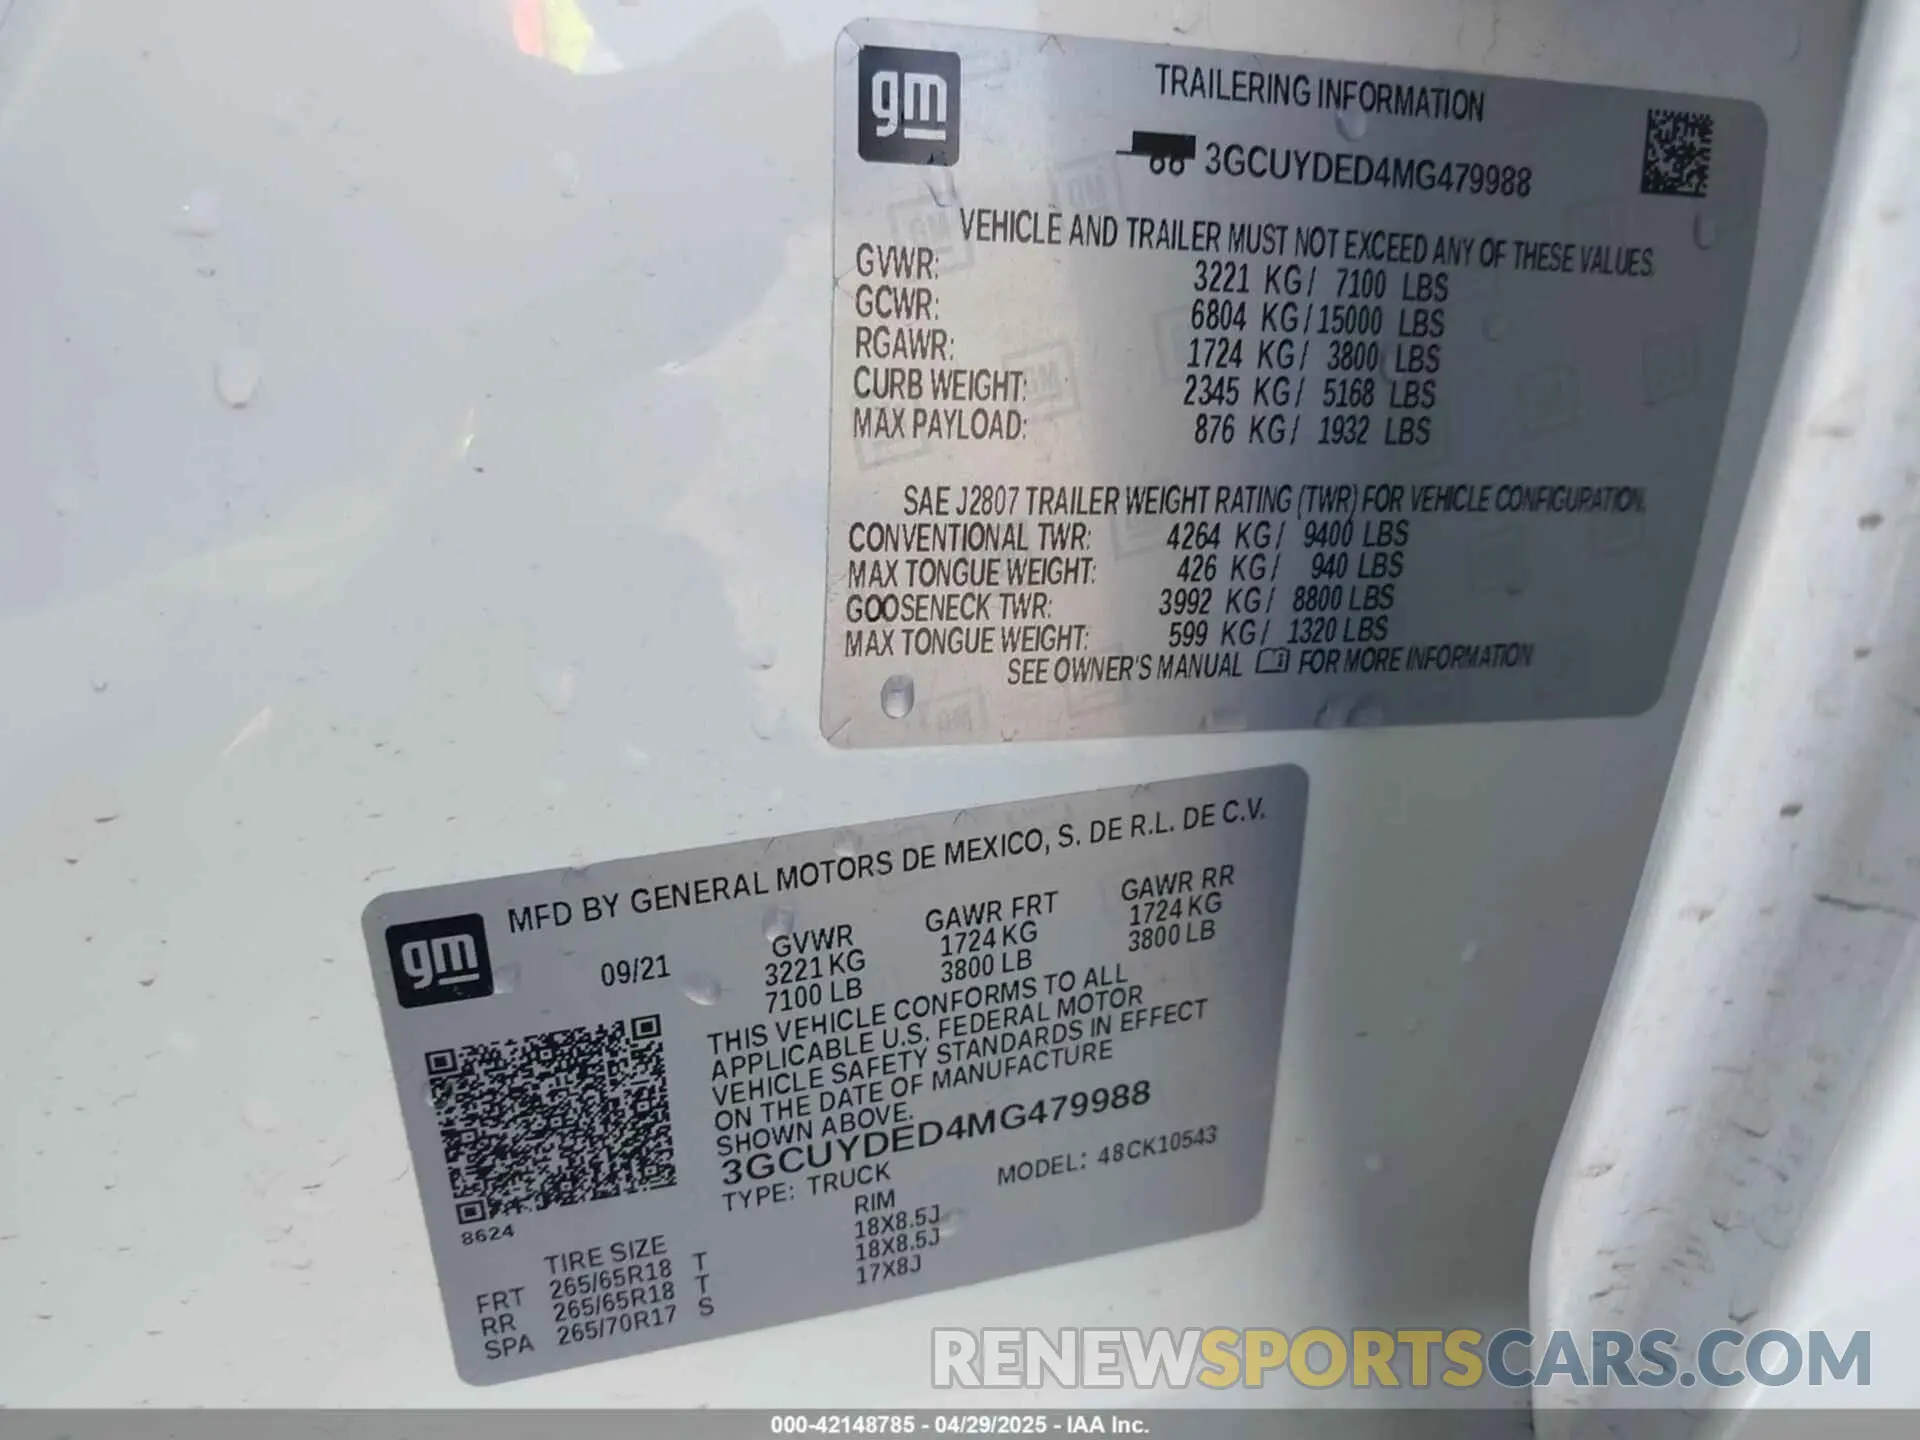 gm
TRAILERING INFORMATION
3GCUYDED4MG479988
VEHICLE AND TRAILER MUST NOT EXCEED ANY OF THESE VALUES.
GVWR: 3221 KG/ 7100 LBS
GCWR: 6804 KG/15000 LBS
RGAWR: 1724 KG/ 3800 LBS
CURB WEIGHT: 2345 KG/ 5168 LBS
MAX PAYLOAD: 876 KG/ 1932 LBS
SAE J2807 TRAILER WEIGHT RATING (TWR) FOR VEHICLE CONFIGURATION.
CONVENTIONAL TWR: 4264 KG/ 9400 LBS
MAX TONGUE WEIGHT: 426 KG/ 940 LBS
GOOSENECK TWR: 3992 KG/ 8800 LBS
MAX TONGUE WEIGHT: 599 KG/ 1320 LBS
SEE OWNER'S MANUAL FOR MORE INFORMATION
gm
MFD BY GENERAL MOTORS DE MEXICO, S. DE R.L. DE C.V.
09/21 GVWR GAWR FRT GAWR RR
3221 KG 1724 KG 1724 KG
7100 LB 3800 LB 3800 LB
THIS VEHICLE CONFORMS TO ALL
APPLICABLE U.S. FEDERAL MOTOR
VEHICLE SAFETY STANDARDS IN EFFECT
ON THE DATE OF MANUFACTURE
SHOWN ABOVE.
3GCUYDED4MG479988
TYPE: TRUCK MODEL: 48CK10543
8624
TIRE SIZE RIM
FRT 265/65R18 T 18X8.5J
RR 265/65R18 T 18X8.5J
SPA 265/70R17 S 17X8J
RENEWSPORTSCARS.COM
000-42148785 - 04/29/2025 - IAA Inc.